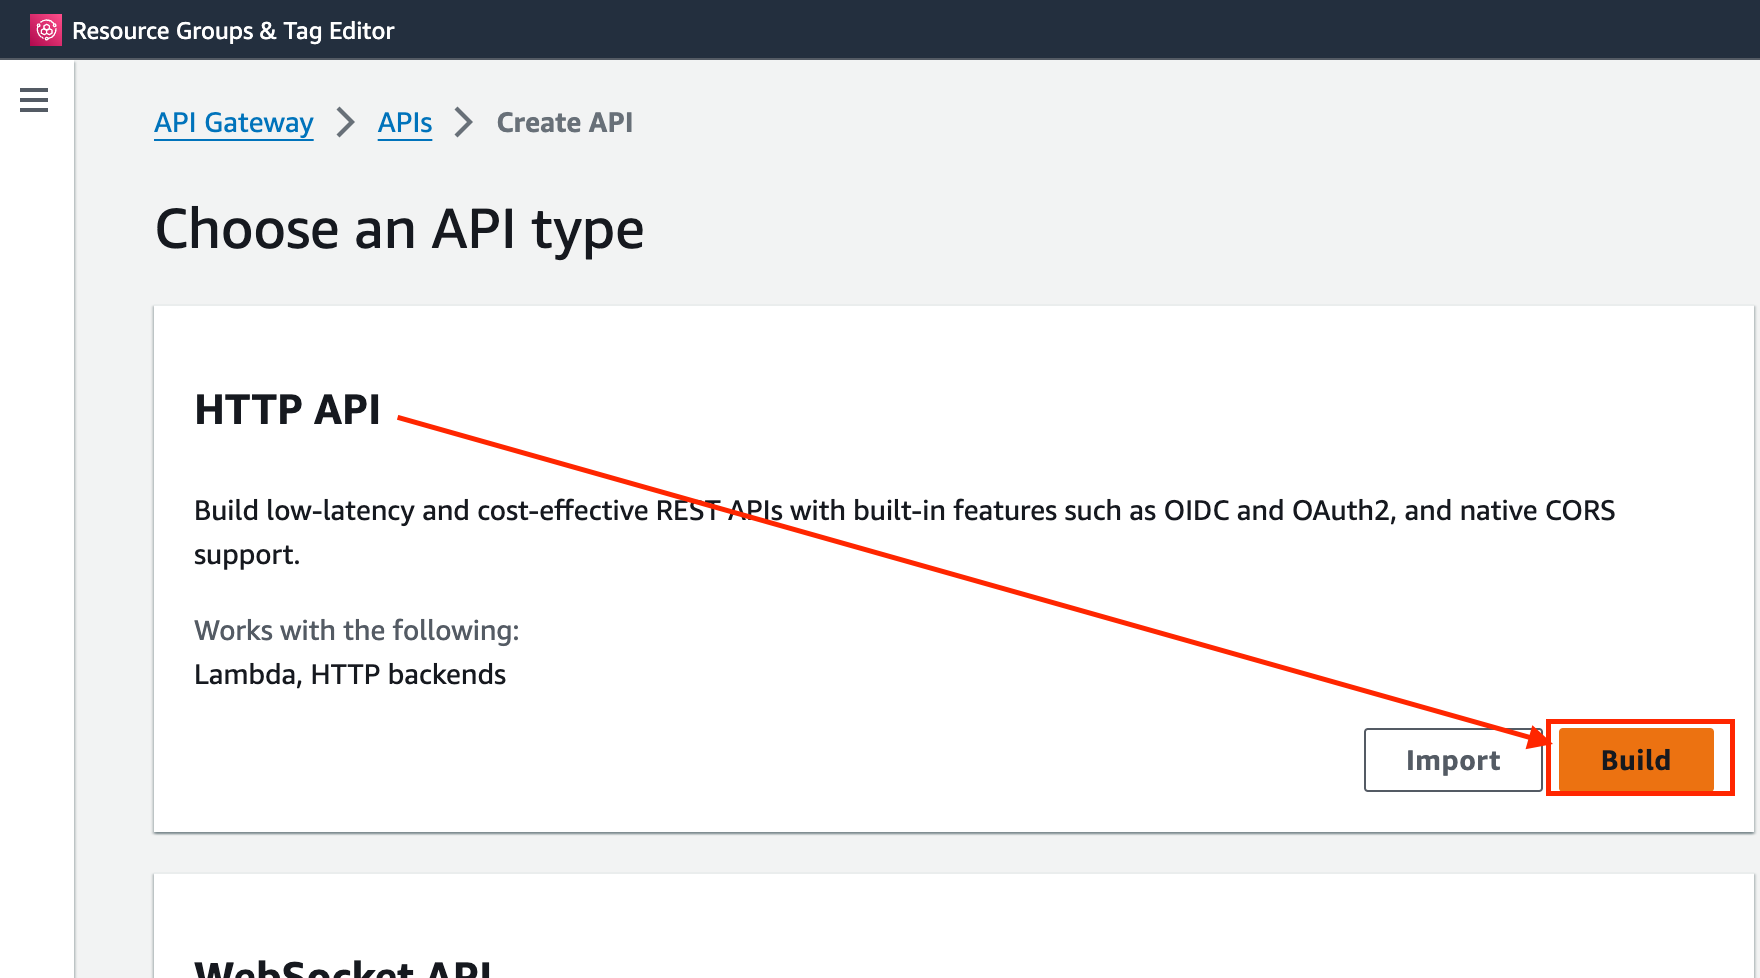 Resource Groups & Tag Editor
API Gateway > APIs > Create API
Choose an API type
HTTP API
Build low-latency and cost-effective REST APIs with built-in features such as OIDC and OAuth2, and native CORS
support.
Works with the following:
Lambda, HTTP backends
Import Build
WebSocket API